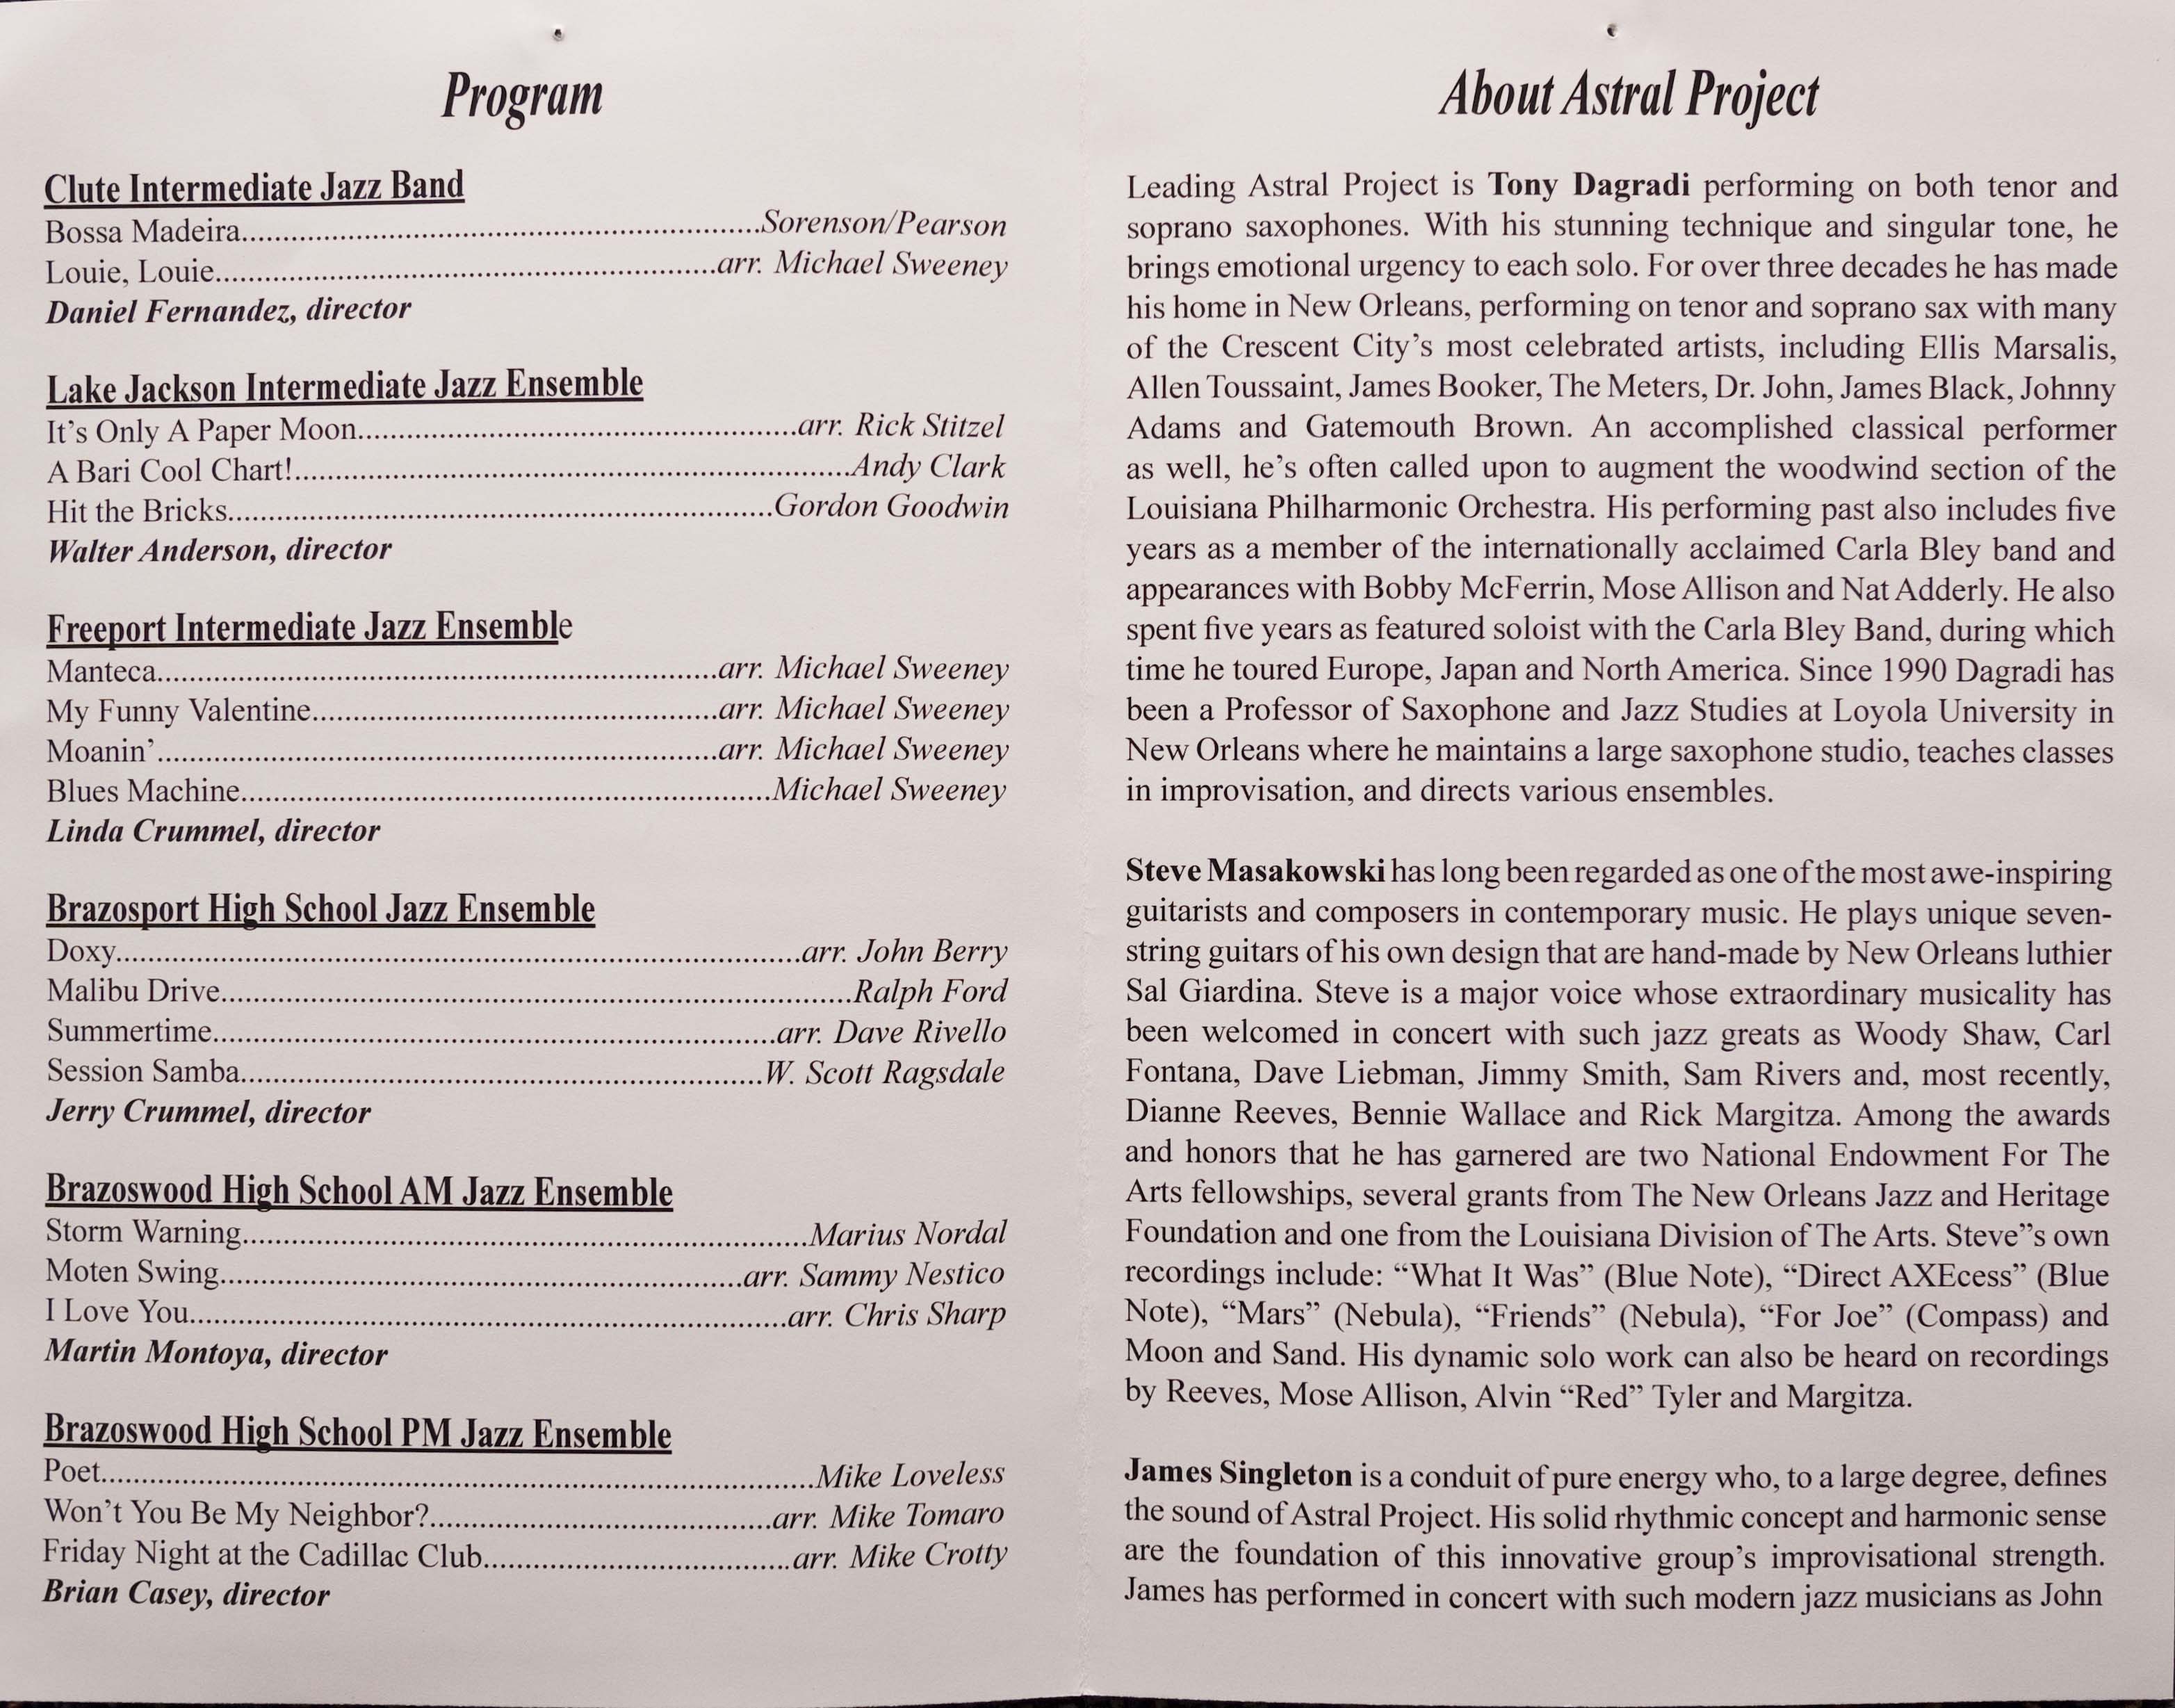 Program
Clute Intermediate Jazz Band
Bossa Madeira..........Sorenson/Pearson
Louie, Louie..........arr. Michael Sweeney
Daniel Fernandez, director
Lake Jackson Intermediate Jazz Ensemble
It's Only A Paper Moon..........arr. Rick Stitzel
A Bari Cool Chart!..........Andy Clark
Hit the Bricks..........Gordon Goodwin
Walter Anderson, director
Freeport Intermediate Jazz Ensemble
Manteca..........arr. Michael Sweeney
My Funny Valentine..........arr. Michael Sweeney
Moanin' ..........arr. Michael Sweeney
Blues Machine..........Michael Sweeney
Linda Crummel, director
Brazosport High School Jazz Ensemble
Doxy..........arr. John Berry
Malibu Drive..........Ralph Ford
Summertime..........arr. Dave Rivello
Session Samba..........W. Scott Ragsdale
Jerry Crummel, director
Brazoswood High School AM Jazz Ensemble
Storm Warning..........Marius Nordal
Moten Swing..........arr. Sammy Nestico
I Love You..........arr. Chris Sharp
Martin Montoya, director
Brazoswood High School PM Jazz Ensemble
Poet..........Mike Loveless
Won't You Be My Neighbor?..........arr. Mike Tomaro
Friday Night at the Cadillac Club..........arr. Mike Crotty
Brian Casey, director
About Astral Project
Leading Astral Project is Tony Dagradi performing on both tenor and
soprano saxophones. With his stunning technique and singular tone, he
brings emotional urgency to each solo. For over three decades he has made
his home in New Orleans, performing on tenor and soprano sax with many
of the Crescent City's most celebrated artists, including Ellis Marsalis,
Allen Toussaint, James Booker, The Meters, Dr. John, James Black, Johnny
Adams and Gatemouth Brown. An accomplished classical performer
as well, he's often called upon to augment the woodwind section of the
Louisiana Philharmonic Orchestra. His performing past also includes five
years as a member of the internationally acclaimed Carla Bley band and
appearances with Bobby McFerrin, Mose Allison and Nat Adderly. He also
spent five years as featured soloist with the Carla Bley Band, during which
time he toured Europe, Japan and North America. Since 1990 Dagradi has
been a Professor of Saxophone and Jazz Studies at Loyola University in
New Orleans where he maintains a large saxophone studio, teaches classes
in improvisation, and directs various ensembles.
Steve Masakowski has long been regarded as one of the most awe-inspiring
guitarists and composers in contemporary music. He plays unique seven-
string guitars of his own design that are hand-made by New Orleans luthier
Sal Giardina. Steve is a major voice whose extraordinary musicality has
been welcomed in concert with such jazz greats as Woody Shaw, Carl
Fontana, Dave Liebman, Jimmy Smith, Sam Rivers and, most recently,
Dianne Reeves, Bennie Wallace and Rick Margitza. Among the awards
and honors that he has garnered are two National Endowment For The
Arts fellowships, several grants from The New Orleans Jazz and Heritage
Foundation and one from the Louisiana Division of The Arts. Steve”s own
recordings include: “What It Was” (Blue Note), “Direct AXEcess” (Blue
Note), “Mars” (Nebula), “Friends” (Nebula), “For Joe” (Compass) and
Moon and Sand. His dynamic solo work can also be heard on recordings
by Reeves, Mose Allison, Alvin “Red” Tyler and Margitza.
James Singleton is a conduit of pure energy who, to a large degree, defines
the sound of Astral Project. His solid rhythmic concept and harmonic sense
are the foundation of this innovative group's improvisational strength.
James has performed in concert with such modern jazz musicians as John